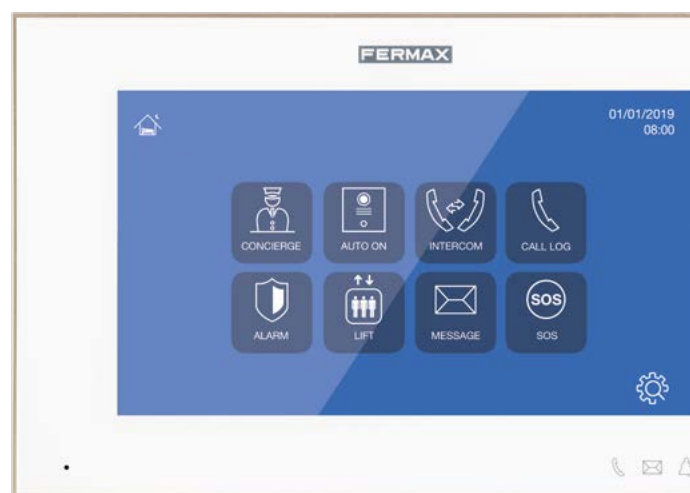 FERMAX
01/01/2019
08:00
CONCIERGE
AUTO ON
INTERCOM
CALL LOG
ALARM
LIFT
MESSAGE
SOS
SOS